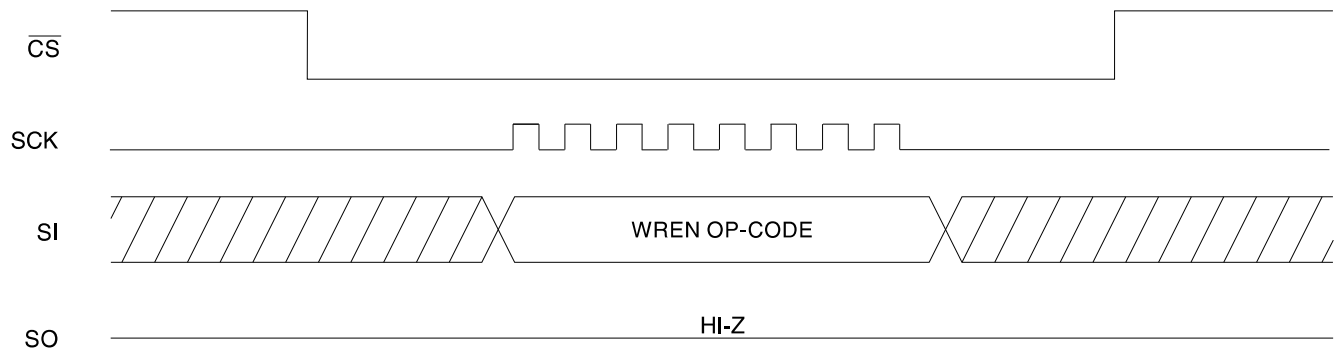 CS
SCK
SI
WREN OP-CODE
SO
HI-Z